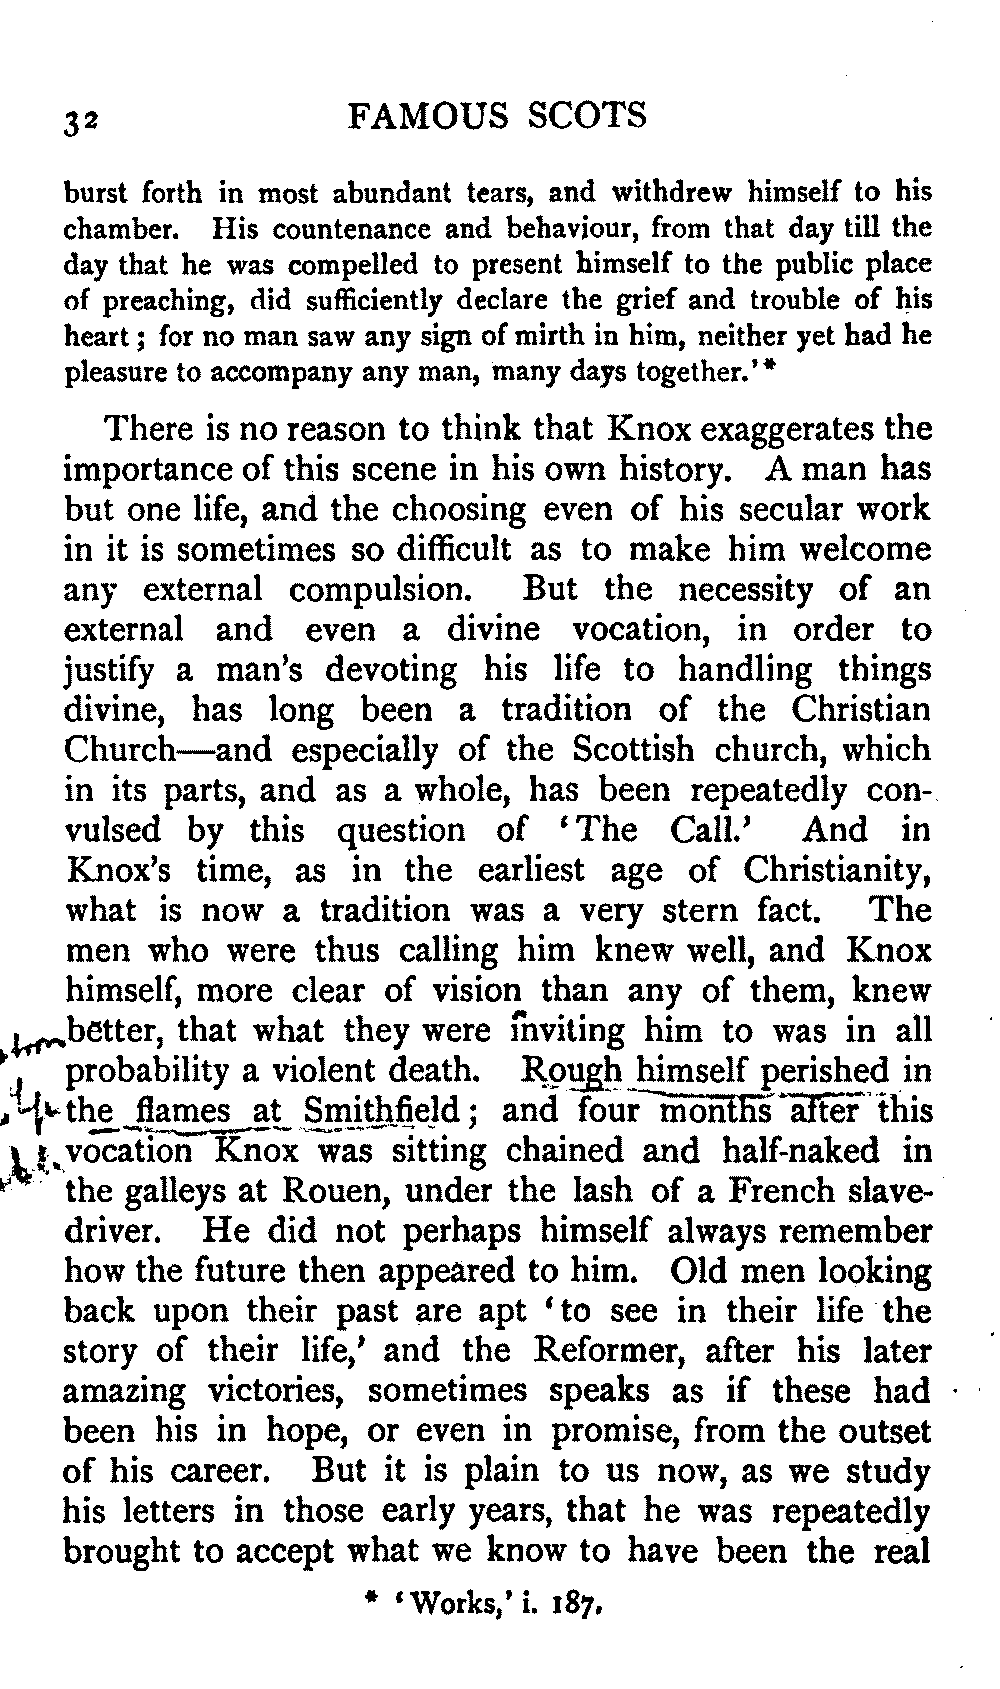 32 FAMOUS SCOTS
burst forth in most abundant tears, and withdrew himself to his
chamber. His countenance and behaviour, from that day till the
day that he was compelled to present himself to the public place
of preaching, did sufficiently declare the grief and trouble of his
heart; for no man saw any sign of mirth in him, neither yet had he
pleasure to accompany any man, many days together.'*
There is no reason to think that Knox exaggerates the
importance of this scene in his own history. A man has
but one life, and the choosing even of his secular work
in it is sometimes so difficult as to make him welcome
any external compulsion. But the necessity of an
external and even a divine vocation, in order to
justify a man's devoting his life to handling things
divine, has long been a tradition of the Christian
Church—and especially of the Scottish church, which
in its parts, and as a whole, has been repeatedly con-
vulsed by this question of 'The Call.' And in
Knox's time, as in the earliest age of Christianity,
what is now a tradition was a very stern fact. The
men who were thus calling him knew well, and Knox
himself, more clear of vision than any of them, knew
better, that what they were inviting him to was in all
probability a violent death. Rough himself perished in
the flames at Smithfield; and four months after this
vocation Knox was sitting chained and half-naked in
the galleys at Rouen, under the lash of a French slave-
driver. He did not perhaps himself always remember
how the future then appeared to him. Old men looking
back upon their past are apt 'to see in their life the
story of their life,' and the Reformer, after his later
amazing victories, sometimes speaks as if these had
been his in hope, or even in promise, from the outset
of his career. But it is plain to us now, as we study
his letters in those early years, that he was repeatedly
brought to accept what we know to have been the real
* 'Works,' i. 187.